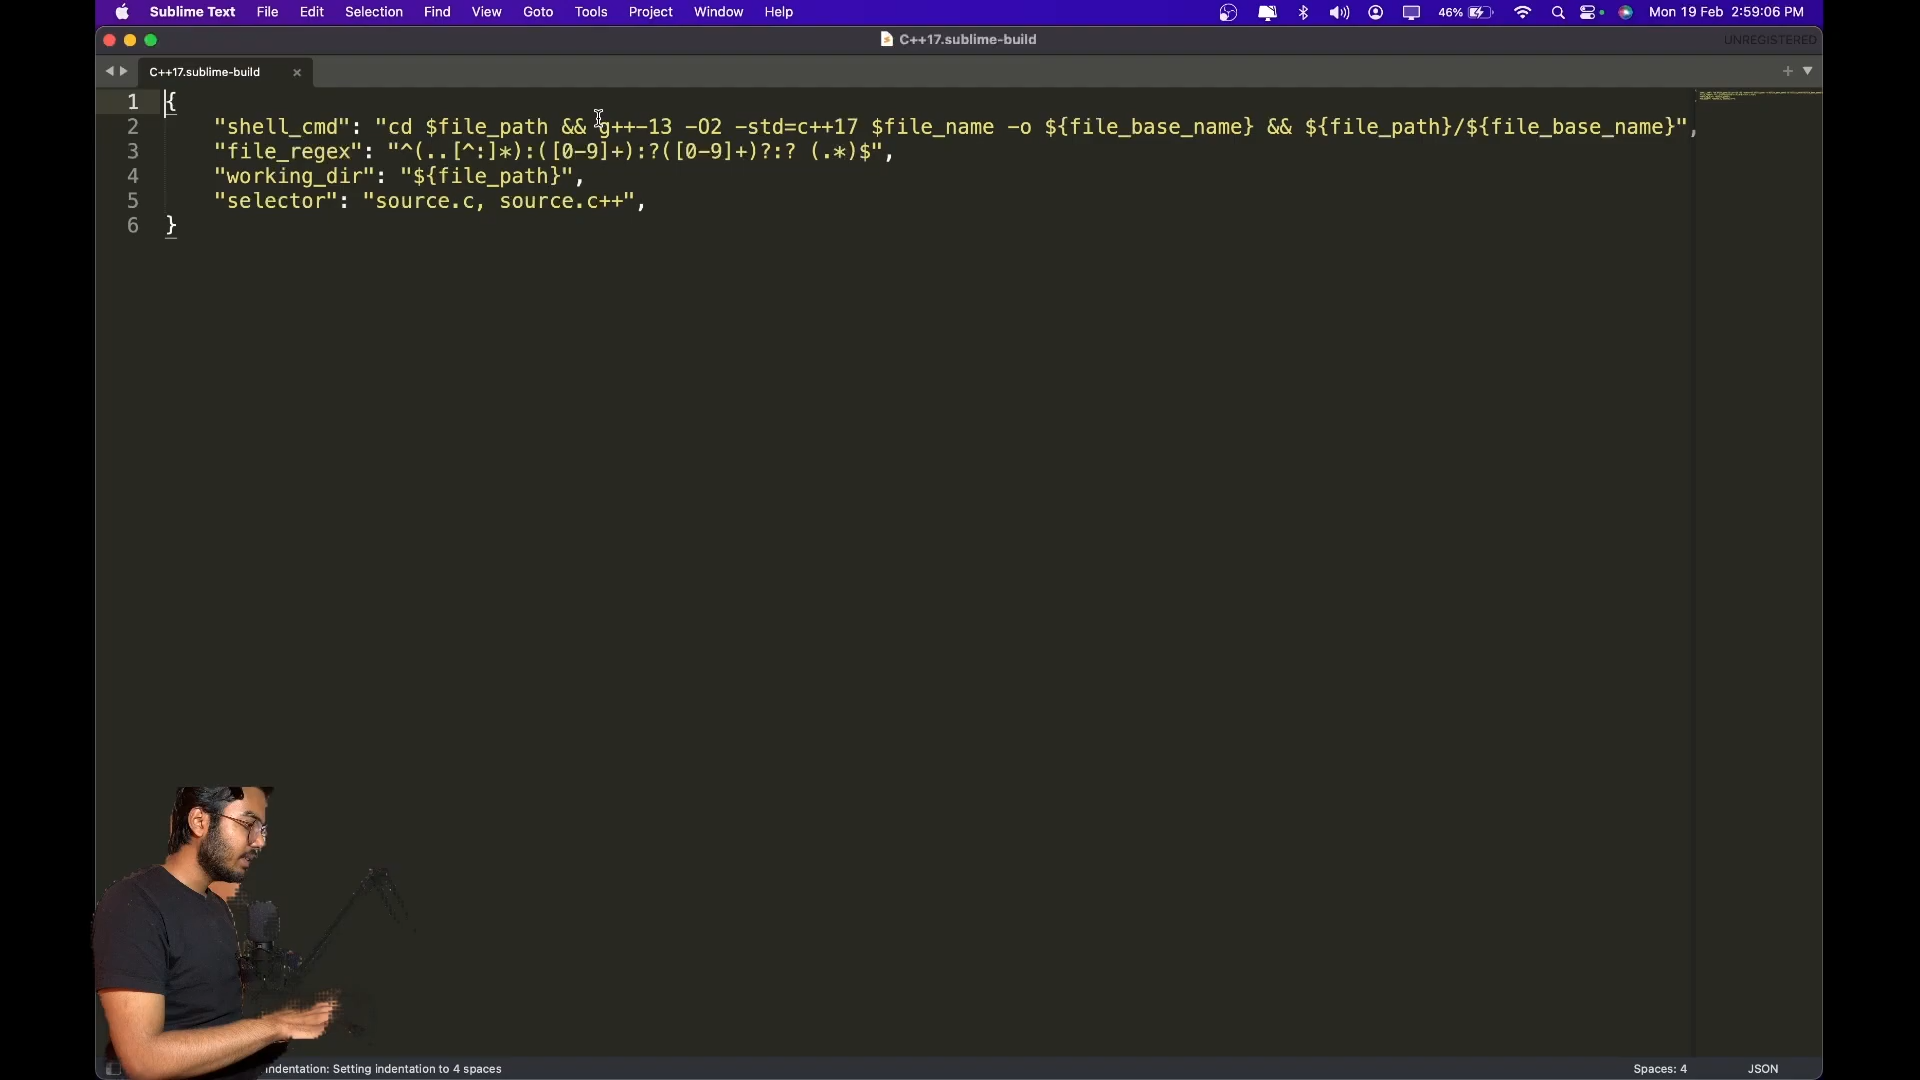 Sublime Text File Edit Selection Find View Goto Tools Project Window Help 46% Mon 19 Feb 2:59:06 PM
C++17.sublime-build UNREGISTERED
C++17.sublime-build
1 {
2 "shell_cmd": "cd $file_path && g++-13 -O2 -std=c++17 $file_name -o ${file_base_name} && ${file_path}/${file_base_name}",
3 "file_regex": "^(..[^:]*):([0-9]+):?([0-9]+)?:? (.*)$",
4 "working_dir": "${file_path}",
5 "selector": "source.c, source.c++",
6 }
ndentation: Setting indentation to 4 spaces Spaces: 4 JSON